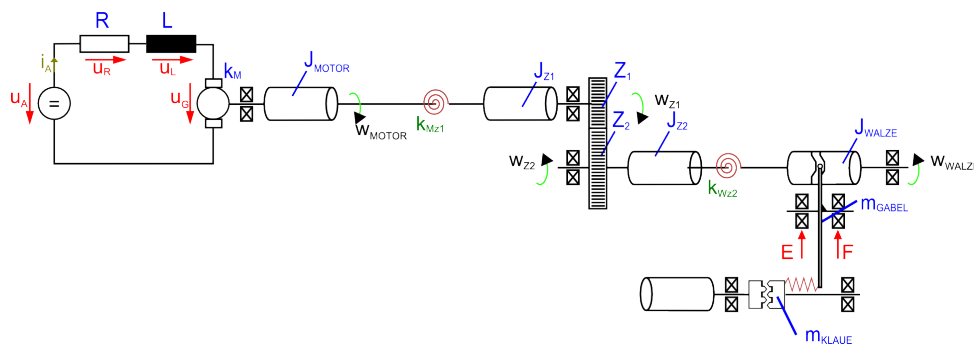 R L
i_A
u_R u_L
k_M
J_MOTOR
J_Z1
Z_1
u_A
=
u_G
w_MOTOR
k_Mz1
w_Z1
Z_2
J_Z2
J_WALZE
w_Z2
w_WALZE
k_Wz2
m_GABEL
E F
m_KLAUE